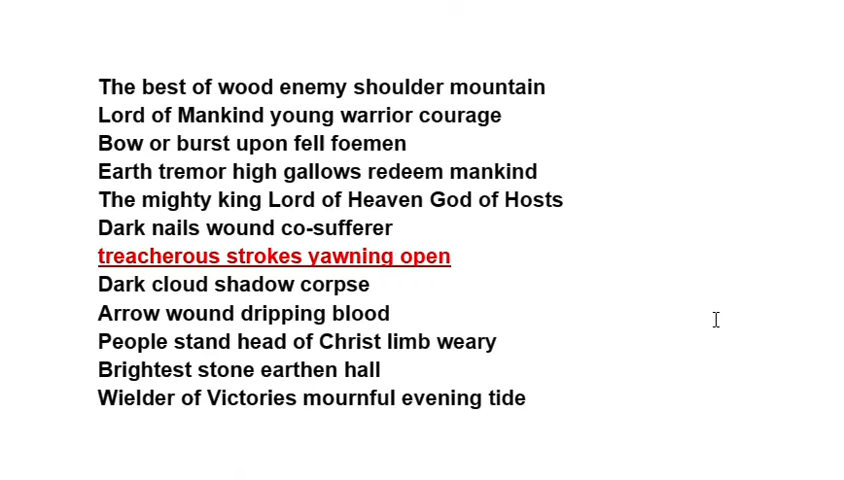 The best of wood enemy shoulder mountain
Lord of Mankind young warrior courage
Bow or burst upon fell foemen
Earth tremor high gallows redeem mankind
The mighty king Lord of Heaven God of Hosts
Dark nails wound co-sufferer
treacherous strokes yawning open
Dark cloud shadow corpse
Arrow wound dripping blood
People stand head of Christ limb weary
Brightest stone earthen hall
Wielder of Victories mournful evening tide